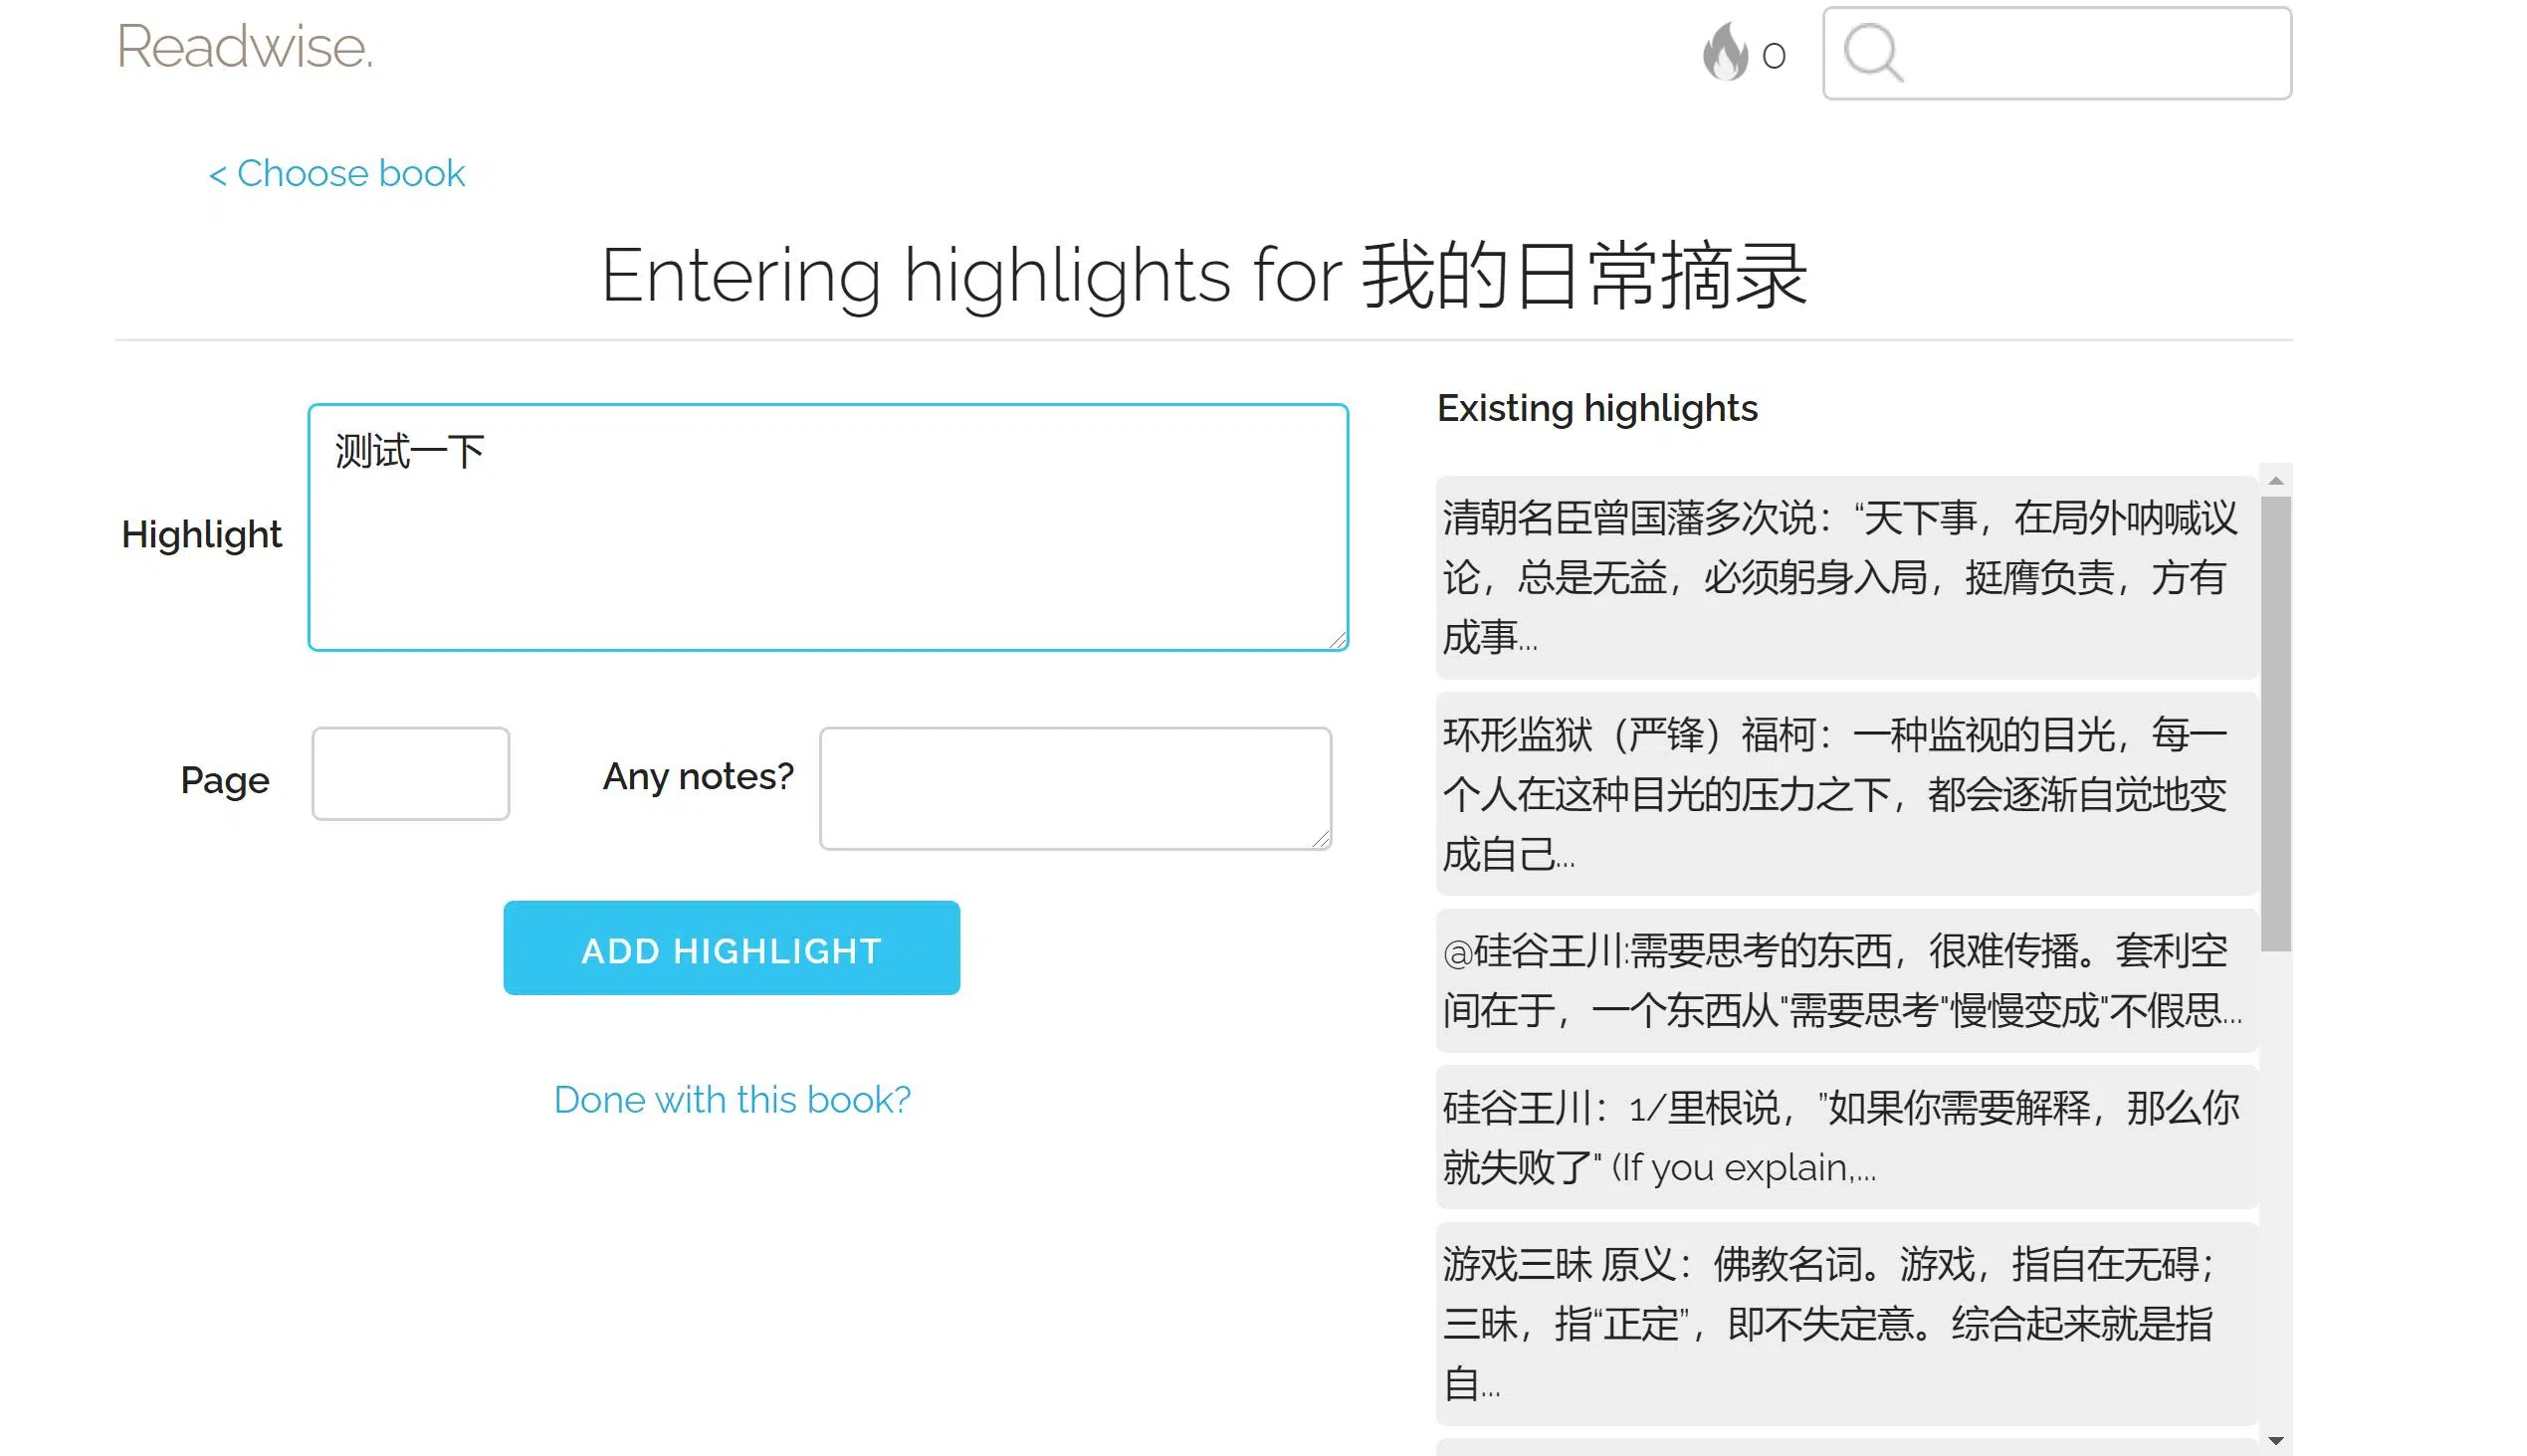 Readwise.
0
< Choose book
Entering highlights for 我的日常摘录
Highlight
测试一下
Page
Any notes?
ADD HIGHLIGHT
Done with this book?
Existing highlights
清朝名臣曾国藩多次说：“天下事，在局外呐喊议
论，总是无益，必须躬身入局，挺膺负责，方有
成事...
环形监狱（严锋）福柯：一种监视的目光，每一
个人在这种目光的压力之下，都会逐渐自觉地变
成自己...
@硅谷王川:需要思考的东西，很难传播。套利空
间在于，一个东西从"需要思考"慢慢变成"不假思...
硅谷王川：1/里根说，”如果你需要解释，那么你
就失败了" (If you explain,...
游戏三昧 原义：佛教名词。游戏，指自在无碍；
三昧，指“正定”，即不失定意。综合起来就是指
自...